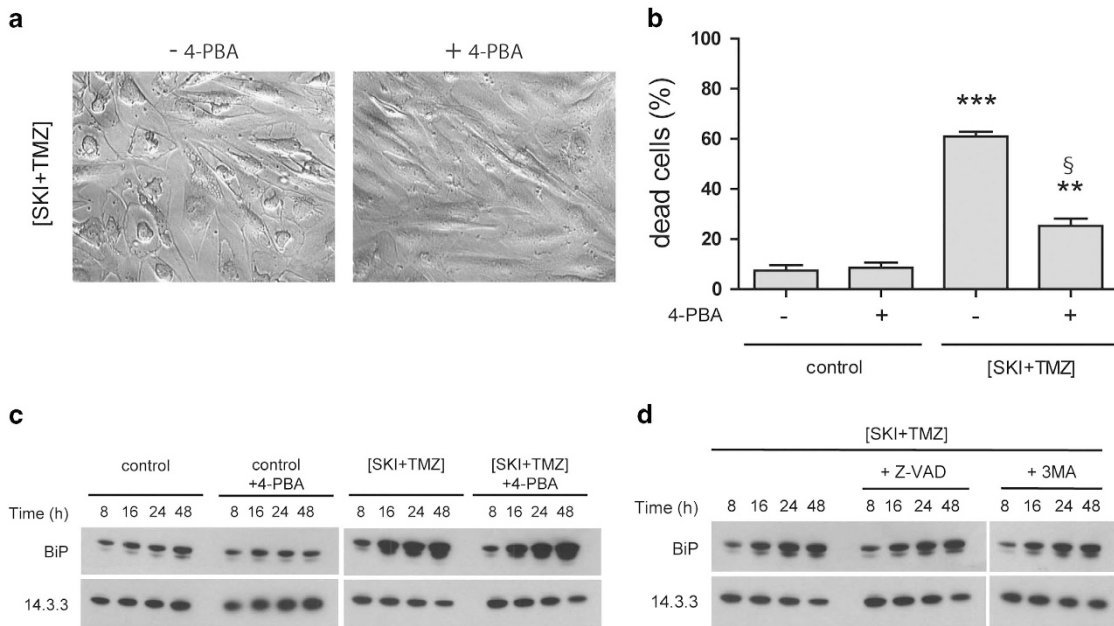 a
- 4-PBA
+ 4-PBA
[SKI+TMZ]
b
dead cells (%)
100
80
60
40
20
0
***
§
**
4-PBA - + - +
control [SKI+TMZ]
c
control control +4-PBA [SKI+TMZ] [SKI+TMZ] +4-PBA
Time (h) 8 16 24 48 8 16 24 48 8 16 24 48 8 16 24 48
BiP
14.3.3
d
[SKI+TMZ]
+ Z-VAD + 3MA
Time (h) 8 16 24 48 8 16 24 48 8 16 24 48
BiP
14.3.3